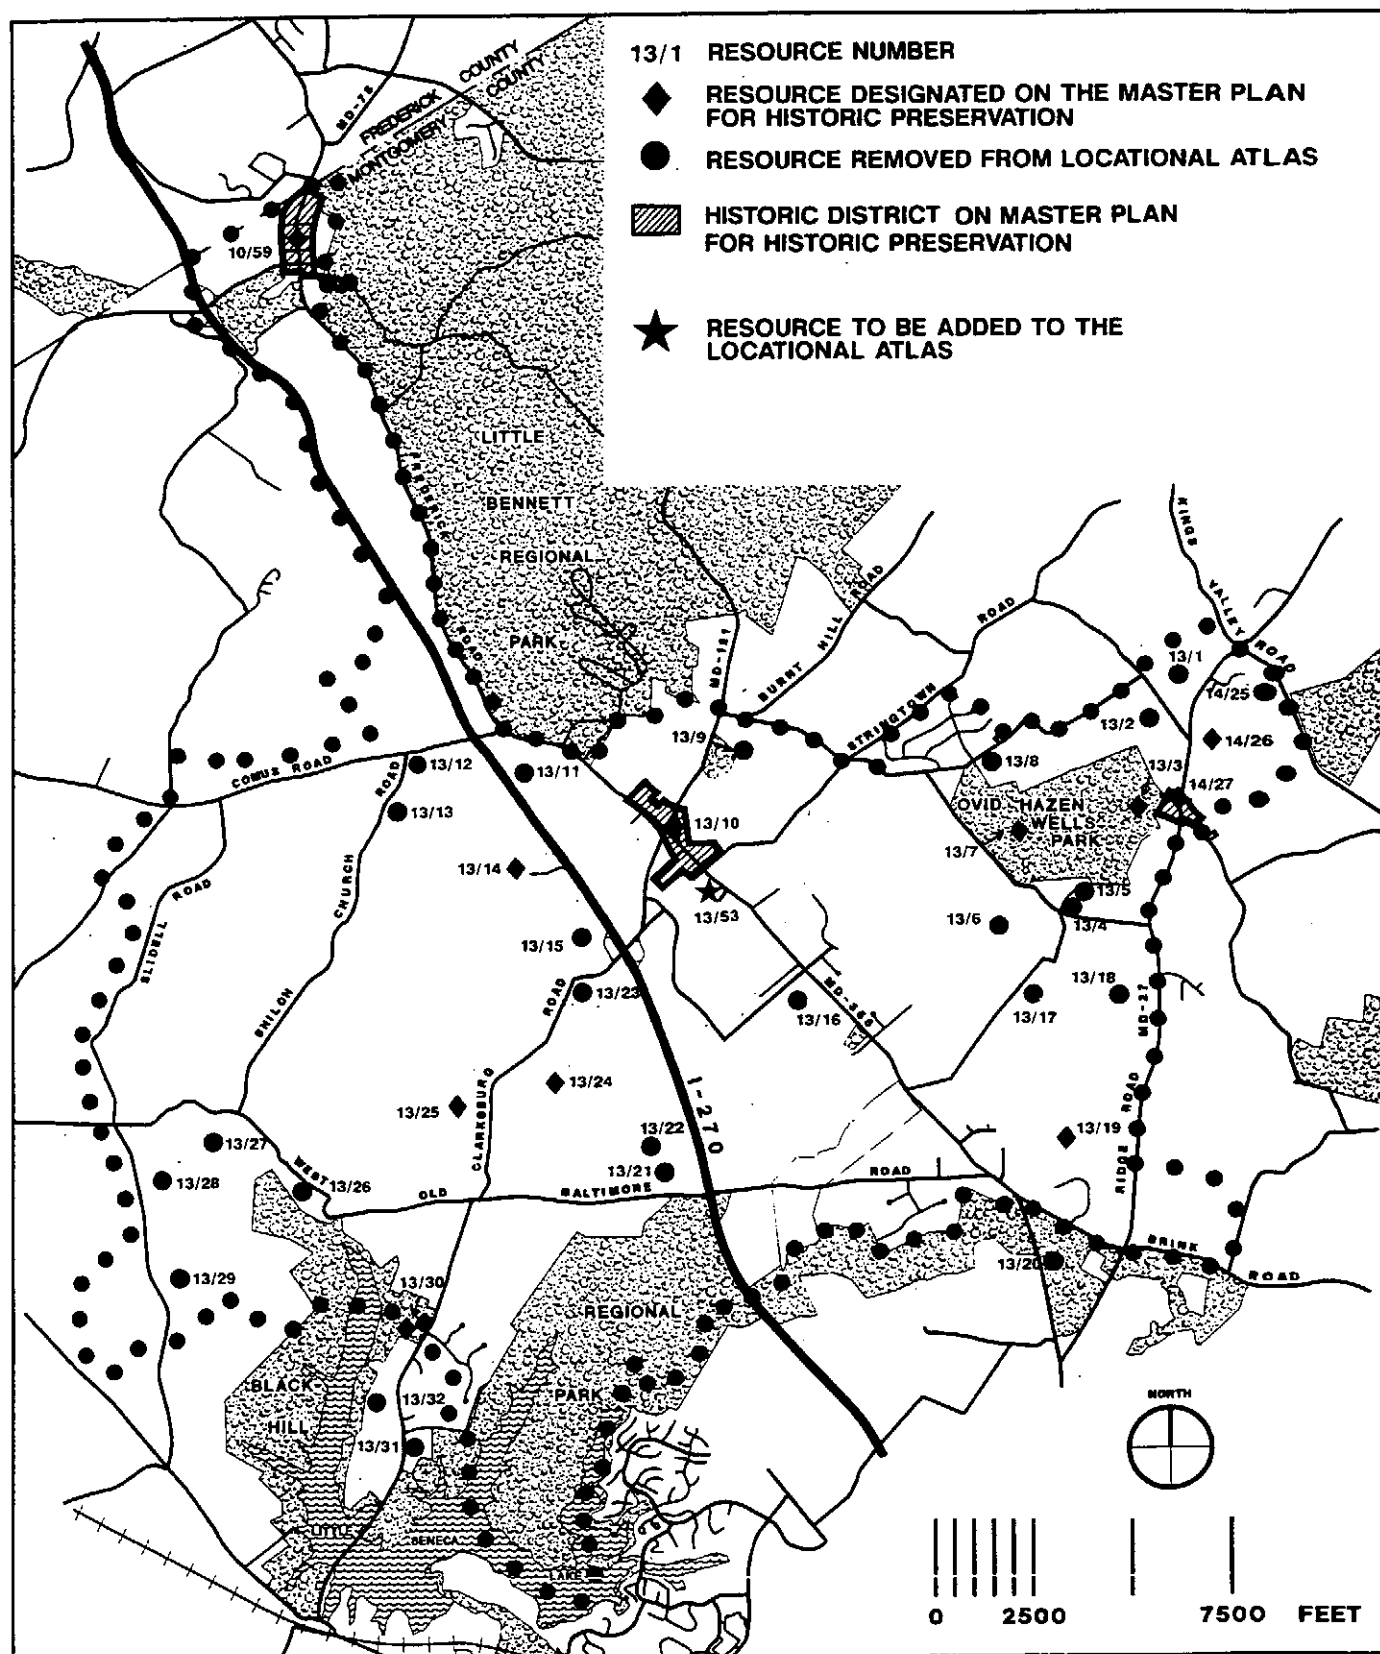 13/1 RESOURCE NUMBER
RESOURCE DESIGNATED ON THE MASTER PLAN
FOR HISTORIC PRESERVATION
RESOURCE REMOVED FROM LOCATIONAL ATLAS
HISTORIC DISTRICT ON MASTER PLAN
FOR HISTORIC PRESERVATION
RESOURCE TO BE ADDED TO THE
LOCATIONAL ATLAS
FREDERICK COUNTY
MONTGOMERY COUNTY
10/59
LITTLE
BENNETT
REGIONAL
PARK
FREDERICK
ROAD
KINGS
VALLEY
ROAD
MD-121
BURNT HILL ROAD
STRINGTOWN
ROAD
13/1
14/25
13/2
14/26
13/9
13/8
13/3
14/27
COMUS ROAD
13/12
13/11
13/13
13/10
OVID HAZEN
WELLS
PARK
13/7
13/14
13/53
13/5
13/6
13/4
SLIDELL ROAD
SHILOH
CHURCH
ROAD
13/15
13/23
13/16
MD-355
13/17
13/18
MD-27
CLARKSBURG
ROAD
13/24
13/25
I-270
13/19
RIDGE ROAD
13/27
13/22
13/21
13/28
WEST
13/26
OLD
BALTIMORE
ROAD
BRINK
ROAD
13/20
13/29
13/30
REGIONAL
PARK
BLACK
HILL
13/32
13/31
LITTLE
SENECA
LAKE
NORTH
0 2500 7500 FEET